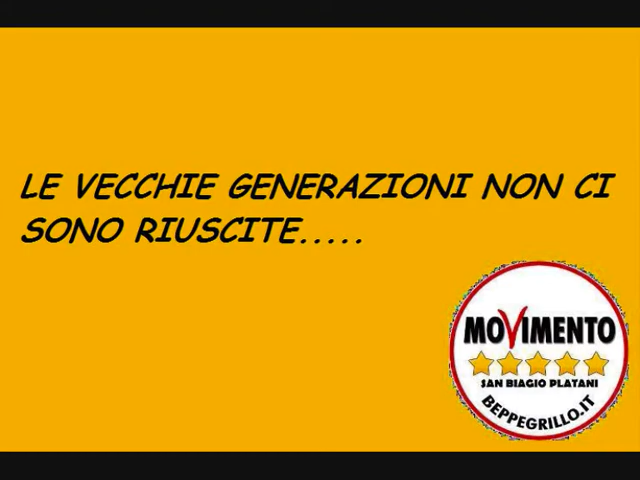 LE VECCHIE GENERAZIONI NON CI
SONO RIUSCITE.....
MOVIMENTO
SAN BIAGIO PLATANI
BEPPEGRILLO.IT